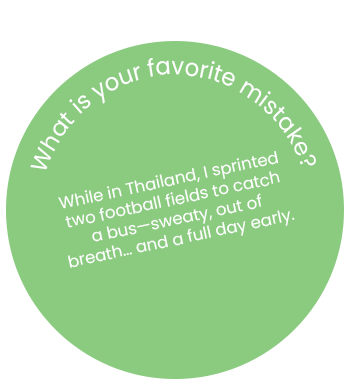 What is your favorite mistake?
While in Thailand, I sprinted
two football fields to catch
a bus—sweaty, out of
breath... and a full day early.